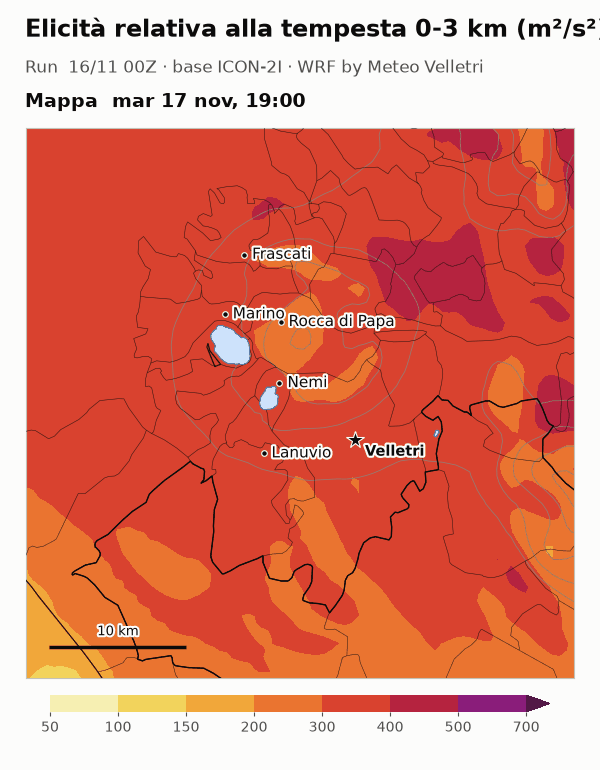 Elicità relativa alla tempesta 0-3 km (m²/s²)
Run 16/11 00Z · base ICON-2I · WRF by Meteo Velletri
Mappa mar 17 nov, 19:00
Frascati
Marino
Rocca di Papa
Nemi
Velletri
Lanuvio
10 km
50 100 150 200 300 400 500 700